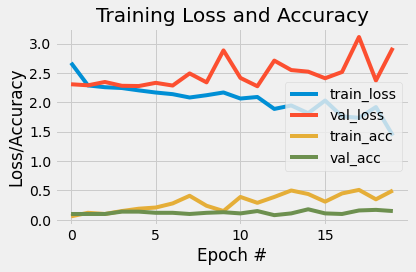 Training Loss and Accuracy
Loss/Accuracy
3.0
2.5
2.0
1.5
1.0
0.5
0.0
train_loss
val_loss
train_acc
val_acc
0
5
10
15
Epoch #